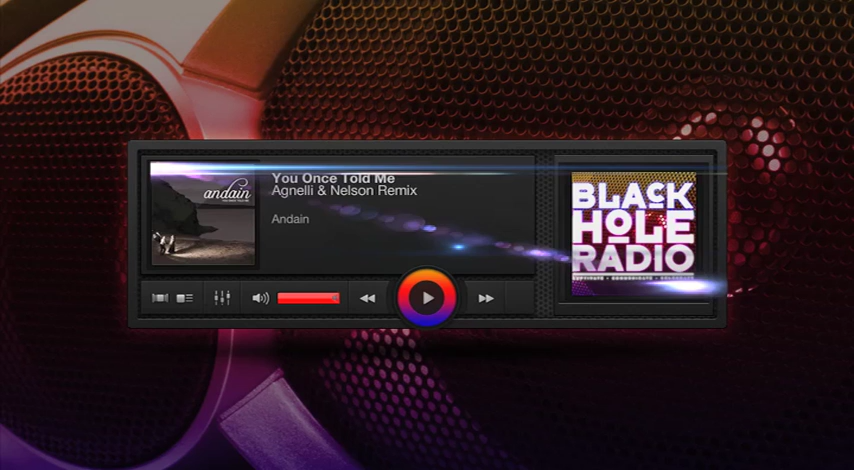 You Once Told Me
Agnelli & Nelson Remix
Andain
andain
BLACK
HOLE
RADIO